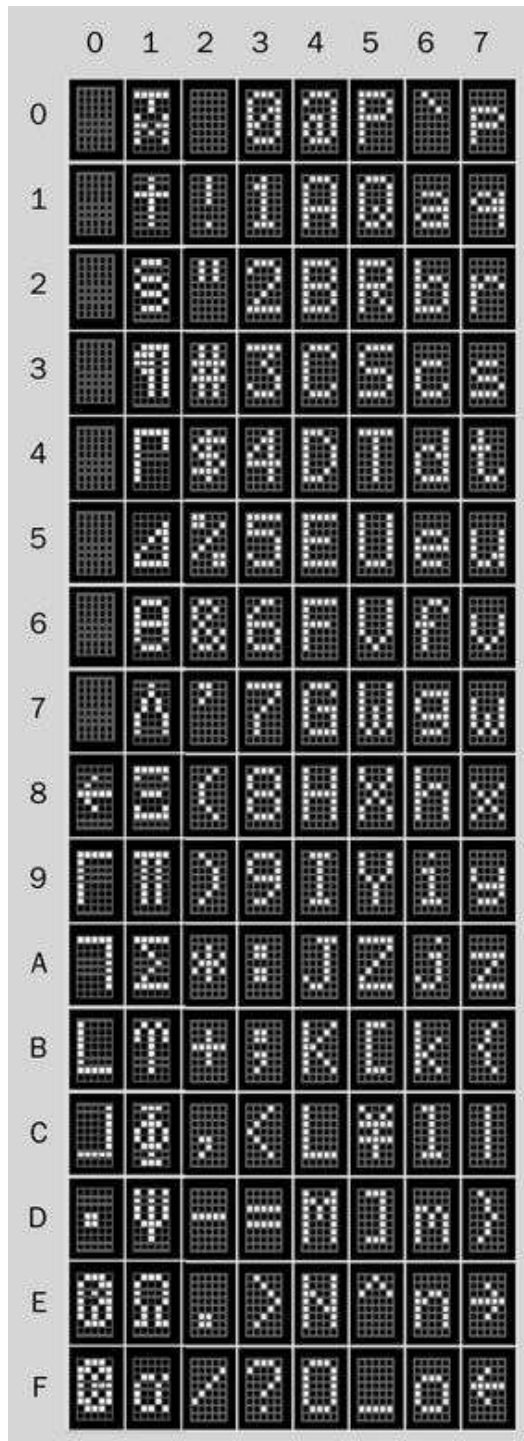 0 1 2 3 4 5 6 7
0 0 @ P ` p
1 † ! 1 A Q a q
2 § " 2 B R b r
3 ¶ # 3 C S c s
4 Γ $ 4 D T d t
5 Δ % 5 E U e u
6 θ & 6 F V f v
7 Λ ' 7 G W g w
8 ← Ξ ( 8 H X h x
9 ┌ Π ) 9 I Y i y
A ┐ Σ * : J Z j z
B └ ϒ + ; K [ k {
C ┘ Φ , < L ¥ l |
D · Ψ - = M ] m }
E ® Ω . > N ^ n →
F © α / ? O _ o ←